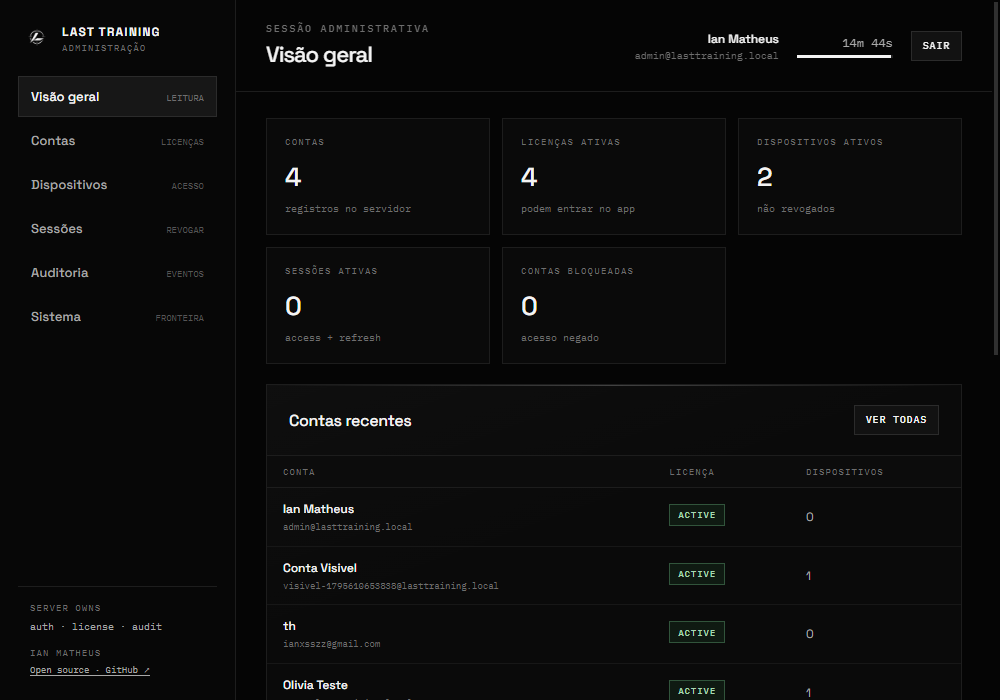 LAST TRAINING
ADMINISTRAÇÃO
Visão geral LEITURA
Contas LICENÇAS
Dispositivos ACESSO
Sessões REVOGAR
Auditoria EVENTOS
Sistema FRONTEIRA
SERVER OWNS
auth · license · audit
IAN MATHEUS
Open source · GitHub ↗
SESSÃO ADMINISTRATIVA
Visão geral
Ian Matheus
admin@lasttraining.local
14m 44s
SAIR
CONTAS
4
registros no servidor
LICENÇAS ATIVAS
4
podem entrar no app
DISPOSITIVOS ATIVOS
2
não revogados
SESSÕES ATIVAS
0
access + refresh
CONTAS BLOQUEADAS
0
acesso negado
Contas recentes
VER TODAS
CONTA LICENÇA DISPOSITIVOS
Ian Matheus
admin@lasttraining.local
ACTIVE
0
Conta Visivel
visivel-1795610653838@lasttraining.local
ACTIVE
1
th
ianxsszz@gmail.com
ACTIVE
0
Olivia Teste
ACTIVE
1